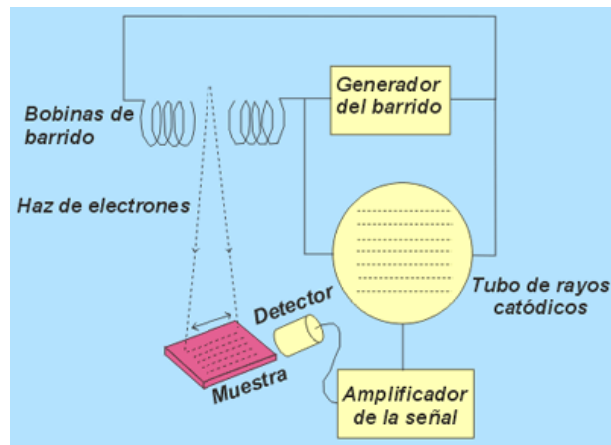 Generador
del barrido
Bobinas de
barrido
Haz de electrones
Detector
Tubo de rayos
catódicos
Muestra
Amplificador
de la señal